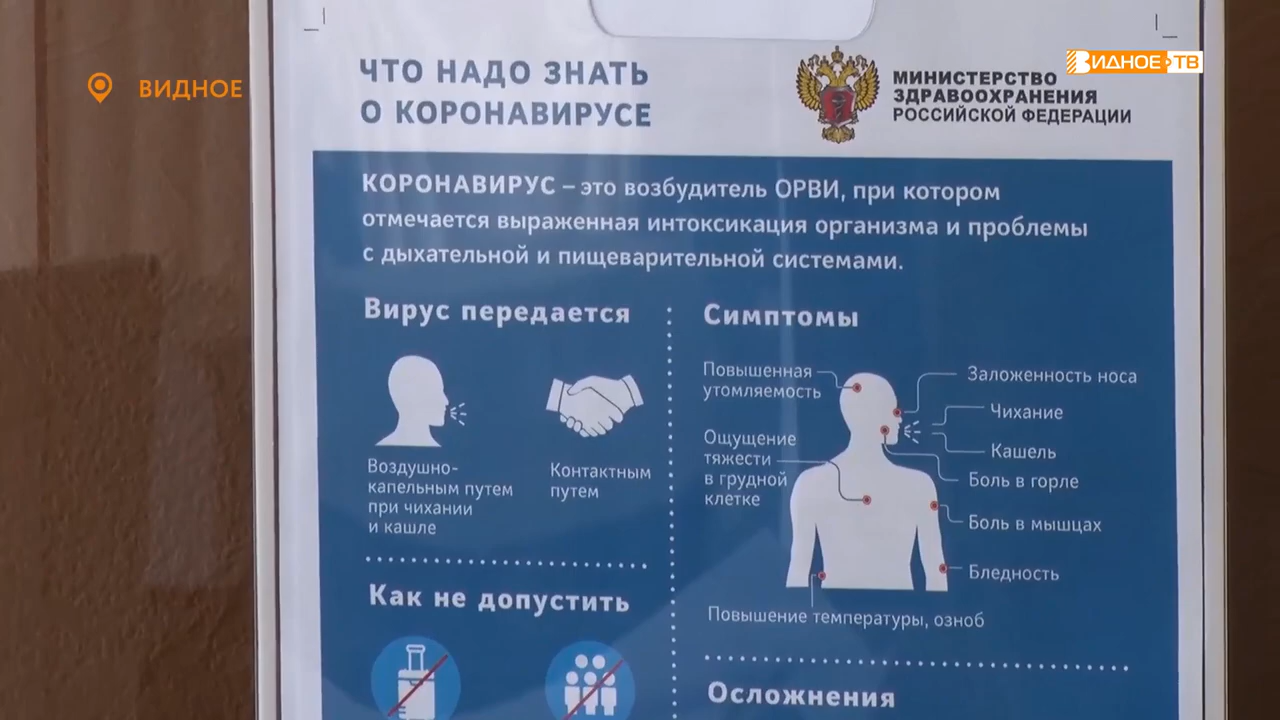 ВИДНОЕ
ВИДНОЕ ТВ
ЧТО НАДО ЗНАТЬ
О КОРОНАВИРУСЕ
МИНИСТЕРСТВО
ЗДРАВООХРАНЕНИЯ
РОССИЙСКОЙ ФЕДЕРАЦИИ
КОРОНАВИРУС – это возбудитель ОРВИ, при котором
отмечается выраженная интоксикация организма и проблемы
с дыхательной и пищеварительной системами.
Вирус передается
Воздушно-
капельным путем
при чихании
и кашле
Контактным
путем
Как не допустить
Симптомы
Повышенная
утомляемость
Ощущение
тяжести
в грудной
клетке
Заложенность носа
Чихание
Кашель
Боль в горле
Боль в мышцах
Бледность
Повышение температуры, озноб
Осложнения